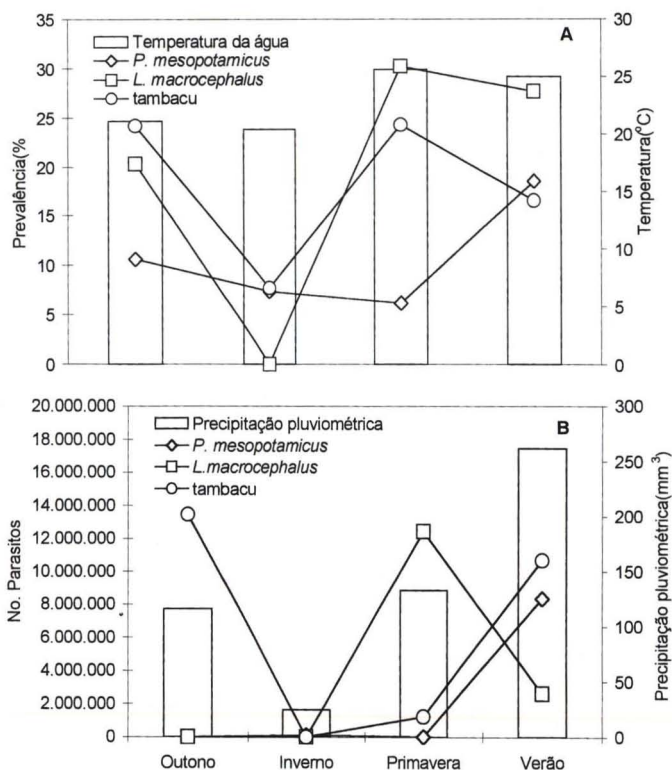 A
Temperatura da água
P. mesopotamicus
L. macrocephalus
tambacu
Prevalência(%
35
30
25
20
15
10
5
0
30
25
20
15
10
5
0
Temperatura(°C)
B
Precipitação pluviométrica
P. mesopotamicus
L.macrocephalus
tambacu
No. Parasitos
20.000.000
18.000.000
16.000.000
14.000.000
12.000.000
10.000.000
8.000.000
6.000.000
4.000.000
2.000.000
0
300
250
200
150
100
50
0
Precipitação pluviométrica(mm³)
Outono Inverno Primavera Verão